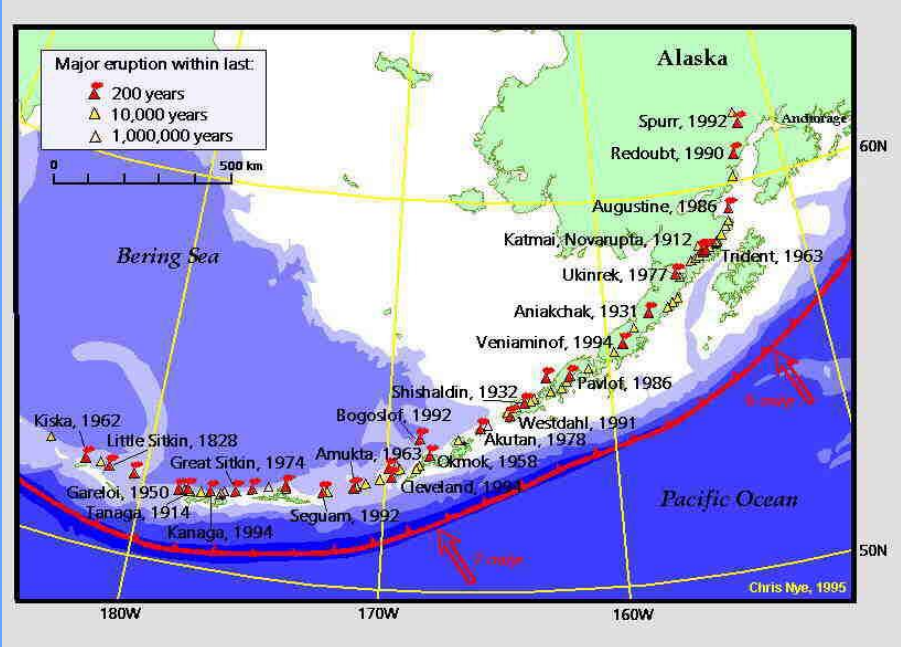 Major eruption within last:
200 years
10,000 years
1,000,000 years
0 500 km
Alaska
Spurr, 1992
Anchorage
Redoubt, 1990
60N
Augustine, 1986
Katmai, Novarupta, 1912
Trident, 1963
Bering Sea
Ukinrek, 1977
Aniakchak, 1931
Veniaminof, 1994
Pavlof, 1986
Shishaldin, 1932
Bogoslof, 1992
Westdahl, 1991
Kiska, 1962
Akutan, 1978
Little Sitkin, 1828
Amukta, 1963
Okmok, 1958
Great Sitkin, 1974
Cleveland, 1994
Gareloi, 1950
Tanaga, 1914
Seguam, 1992
Kanaga, 1994
Pacific Ocean
50N
Chris Nye, 1995
180W
170W
160W